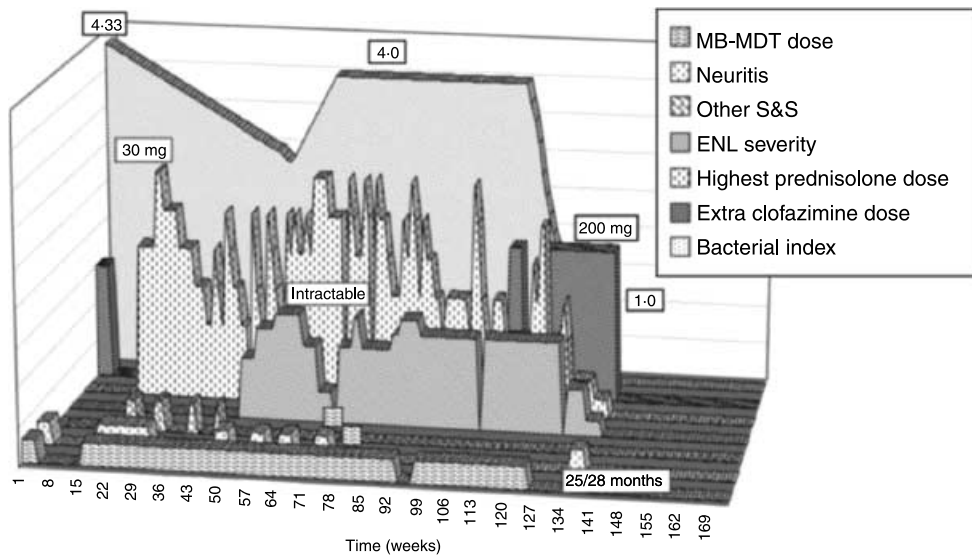 4·33
4·0
30 mg
Intractable
200 mg
1·0
25/28 months
MB-MDT dose
Neuritis
Other S&S
ENL severity
Highest prednisolone dose
Extra clofazimine dose
Bacterial index
1 8 15 22 29 36 43 50 57 64 71 78 85 92 99 106 113 120 127 134 141 148 155 162 169
Time (weeks)